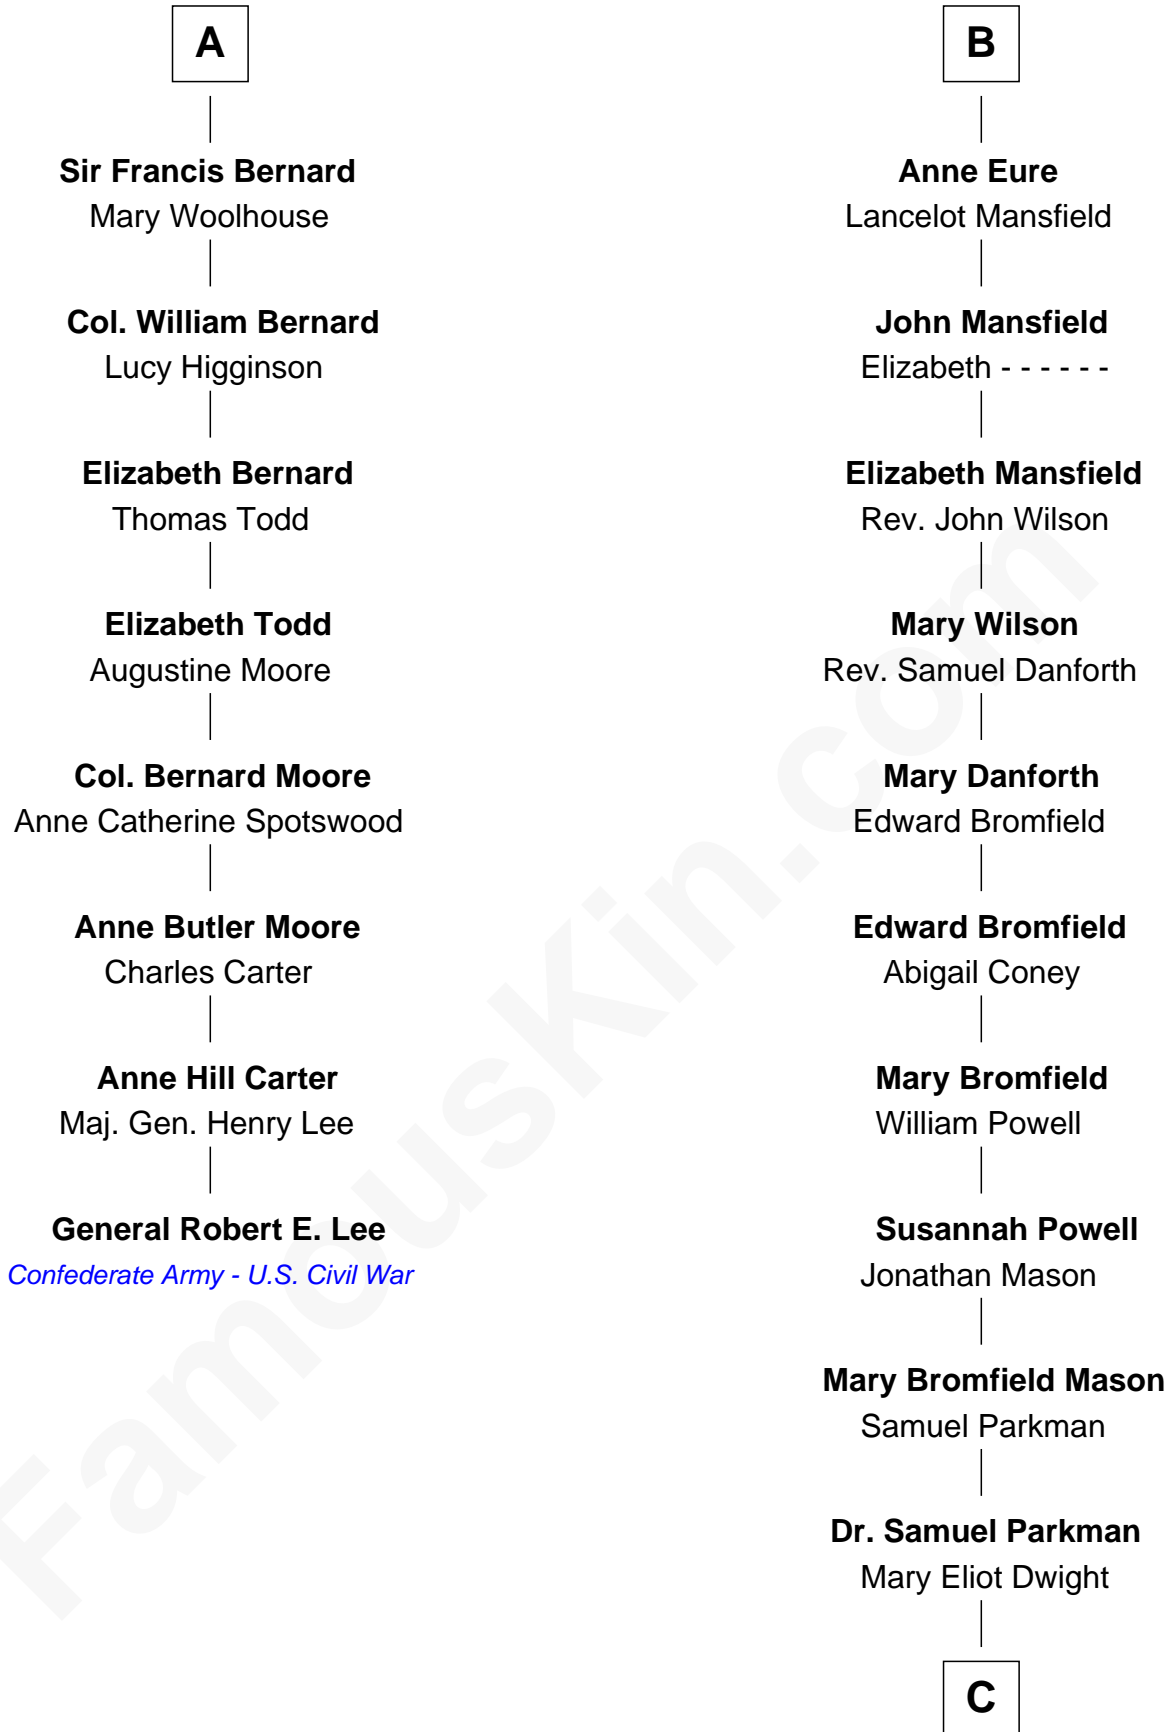 A
Sir Francis Bernard
Mary Woolhouse
Col. William Bernard
Lucy Higginson
Elizabeth Bernard
Thomas Todd
Elizabeth Todd
Augustine Moore
Col. Bernard Moore
Anne Catherine Spotswood
Anne Butler Moore
Charles Carter
Anne Hill Carter
Maj. Gen. Henry Lee
General Robert E. Lee
Confederate Army - U.S. Civil War
B
Anne Eure
Lancelot Mansfield
John Mansfield
Elizabeth - - - - - -
Elizabeth Mansfield
Rev. John Wilson
Mary Wilson
Rev. Samuel Danforth
Mary Danforth
Edward Bromfield
Edward Bromfield
Abigail Coney
Mary Bromfield
William Powell
Susannah Powell
Jonathan Mason
Mary Bromfield Mason
Samuel Parkman
Dr. Samuel Parkman
Mary Eliot Dwight
C
FamousKin.com